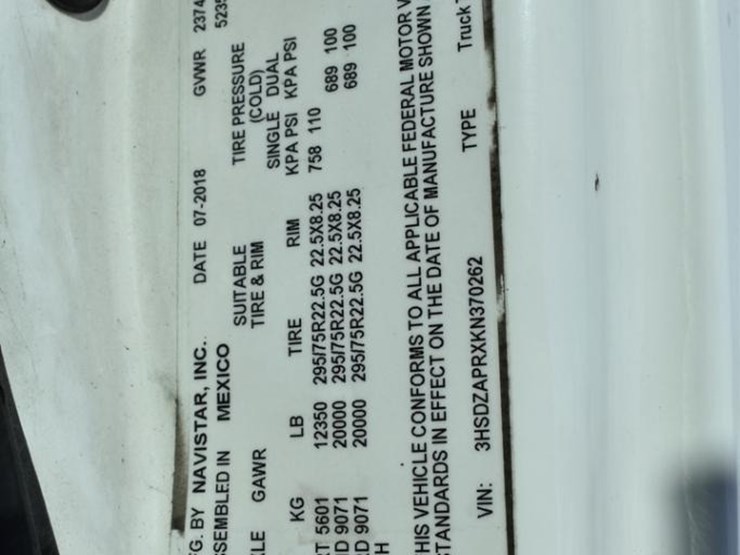 G. BY NAVISTAR, INC. DATE 07-2018 GVWR 2374
SSEMBLED IN MEXICO 5235
LE GAWR SUITABLE TIRE PRESSURE
TIRE & RIM (COLD)
SINGLE DUAL
KG LB TIRE RIM KPA PSI KPA PSI
RT 5601 12350 295/75R22.5G 22.5X8.25 758 110
D 9071 20000 295/75R22.5G 22.5X8.25 689 100
D 9071 20000 295/75R22.5G 22.5X8.25 689 100
H
HIS VEHICLE CONFORMS TO ALL APPLICABLE FEDERAL MOTOR V
TANDARDS IN EFFECT ON THE DATE OF MANUFACTURE SHOWN
VIN: 3HSDZAPRXKN370262 TYPE Truck T